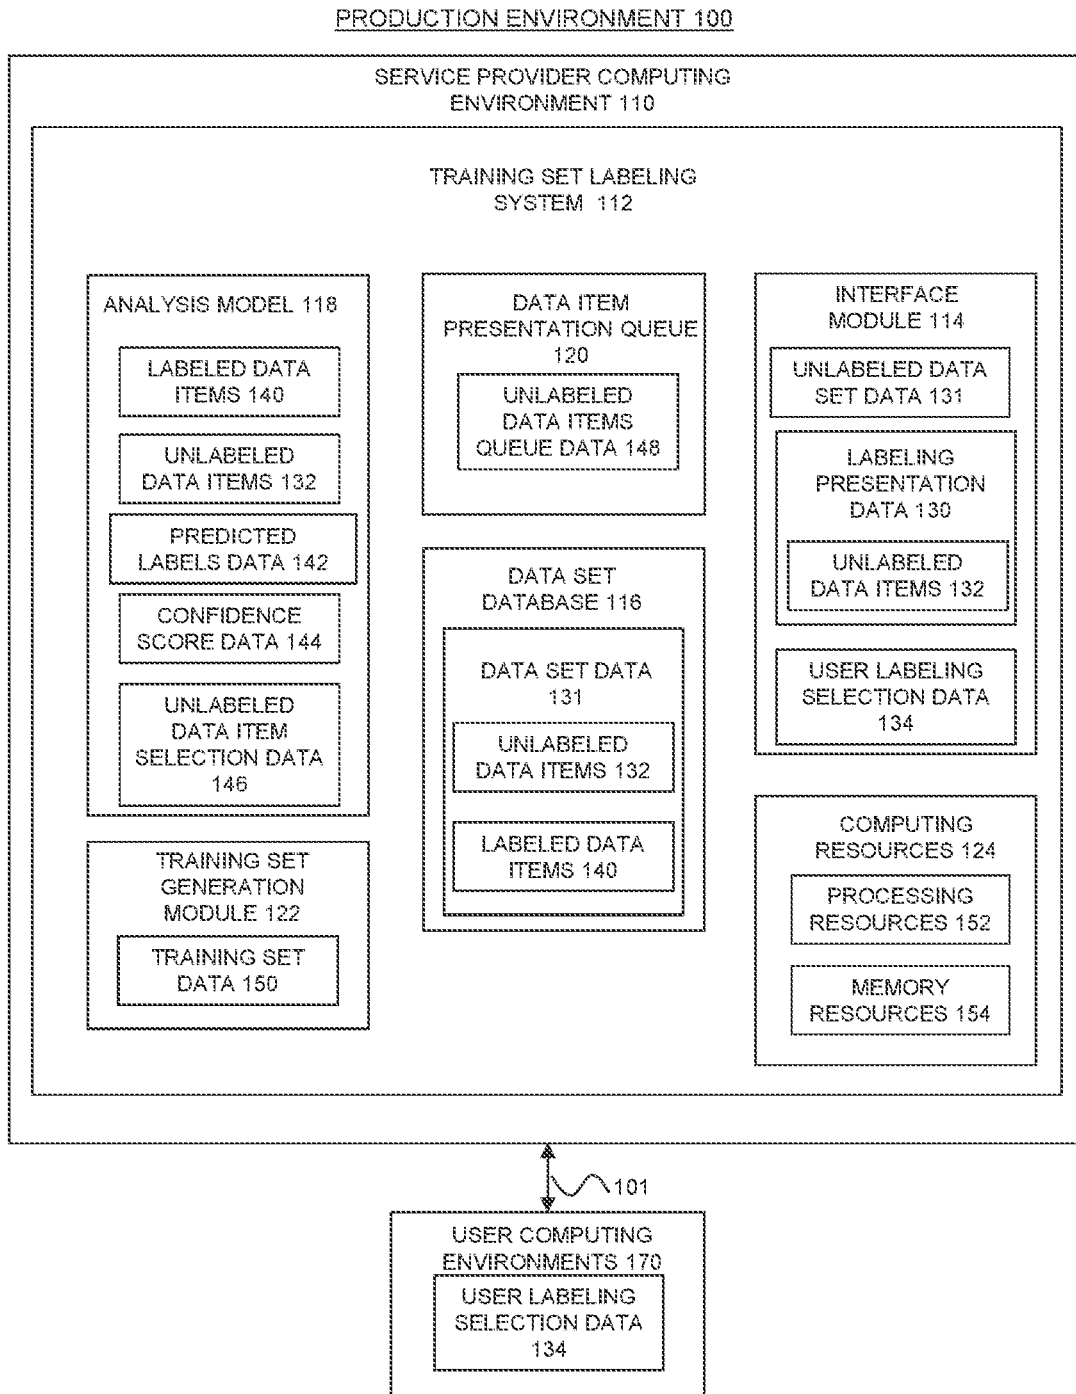 PRODUCTION ENVIRONMENT 100
SERVICE PROVIDER COMPUTING
ENVIRONMENT 110
TRAINING SET LABELING
SYSTEM 112
ANALYSIS MODEL 118
LABELED DATA
ITEMS 140
UNLABELED
DATA ITEMS 132
PREDICTED
LABELS DATA 142
CONFIDENCE
SCORE DATA 144
UNLABELED
DATA ITEM
SELECTION DATA
146
TRAINING SET
GENERATION
MODULE 122
TRAINING SET
DATA 150
DATA ITEM
PRESENTATION QUEUE
120
UNLABELED
DATA ITEMS
QUEUE DATA 148
DATA SET
DATABASE 116
DATA SET DATA
131
UNLABELED
DATA ITEMS 132
LABELED DATA
ITEMS 140
INTERFACE
MODULE 114
UNLABELED DATA
SET DATA 131
LABELING
PRESENTATION
DATA 130
UNLABELED
DATA ITEMS 132
USER LABELING
SELECTION DATA
134
COMPUTING
RESOURCES 124
PROCESSING
RESOURCES 152
MEMORY
RESOURCES 154
101
USER COMPUTING
ENVIRONMENTS 170
USER LABELING
SELECTION DATA
134